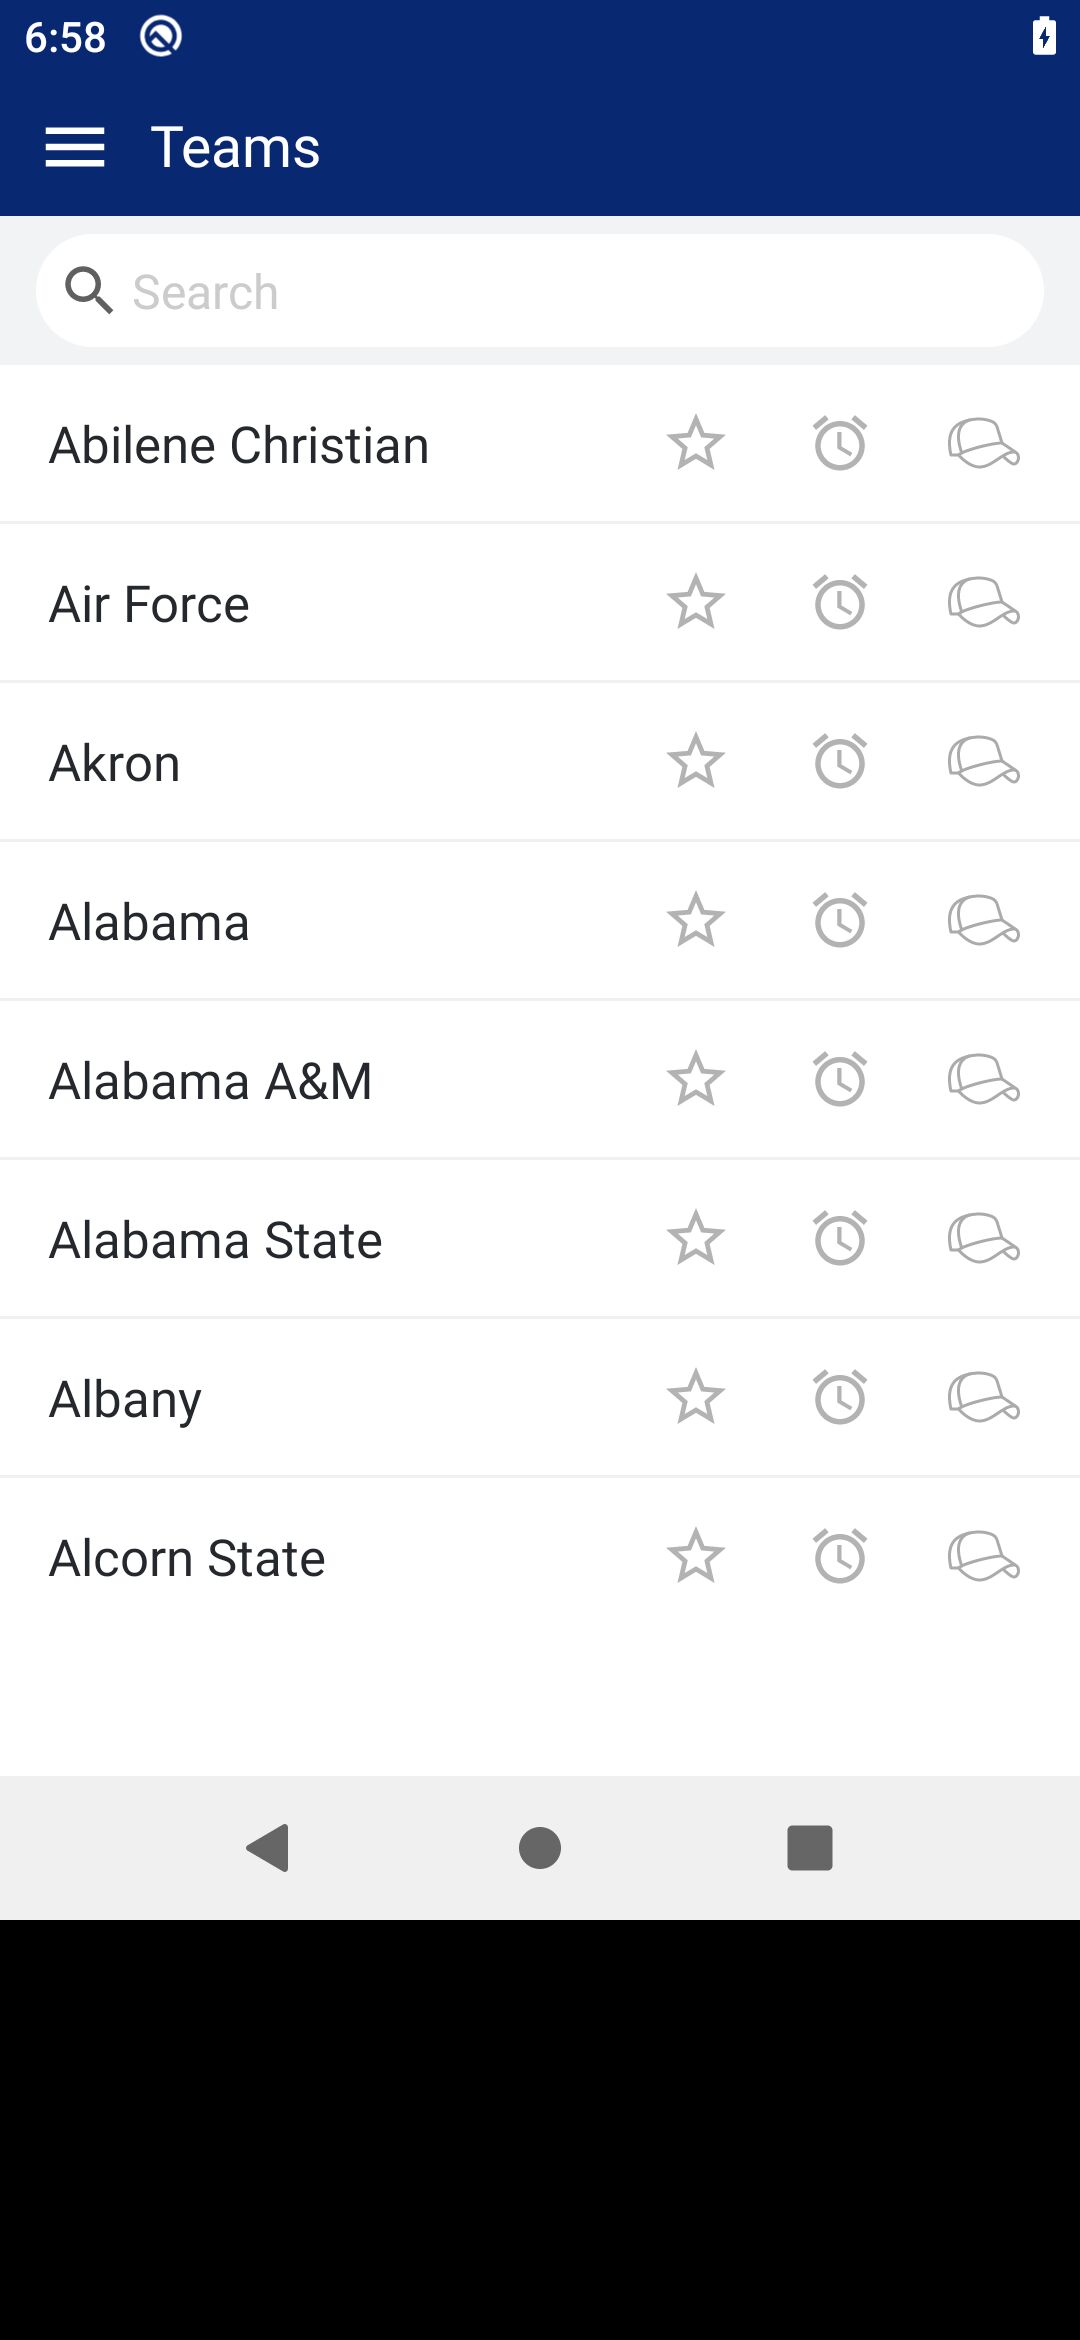 6:58
Teams
Search
Abilene Christian
Air Force
Akron
Alabama
Alabama A&M
Alabama State
Albany
Alcorn State